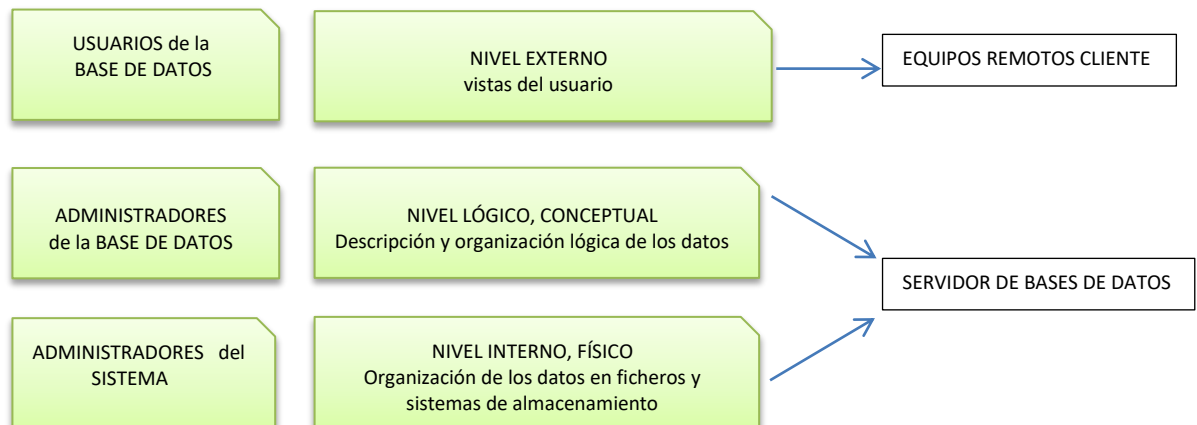 USUARIOS de la
BASE DE DATOS
NIVEL EXTERNO
vistas del usuario
EQUIPOS REMOTOS CLIENTE
ADMINISTRADORES
de la BASE DE DATOS
NIVEL LÓGICO, CONCEPTUAL
Descripción y organización lógica de los datos
SERVIDOR DE BASES DE DATOS
ADMINISTRADORES del
SISTEMA
NIVEL INTERNO, FÍSICO
Organización de los datos en ficheros y
sistemas de almacenamiento